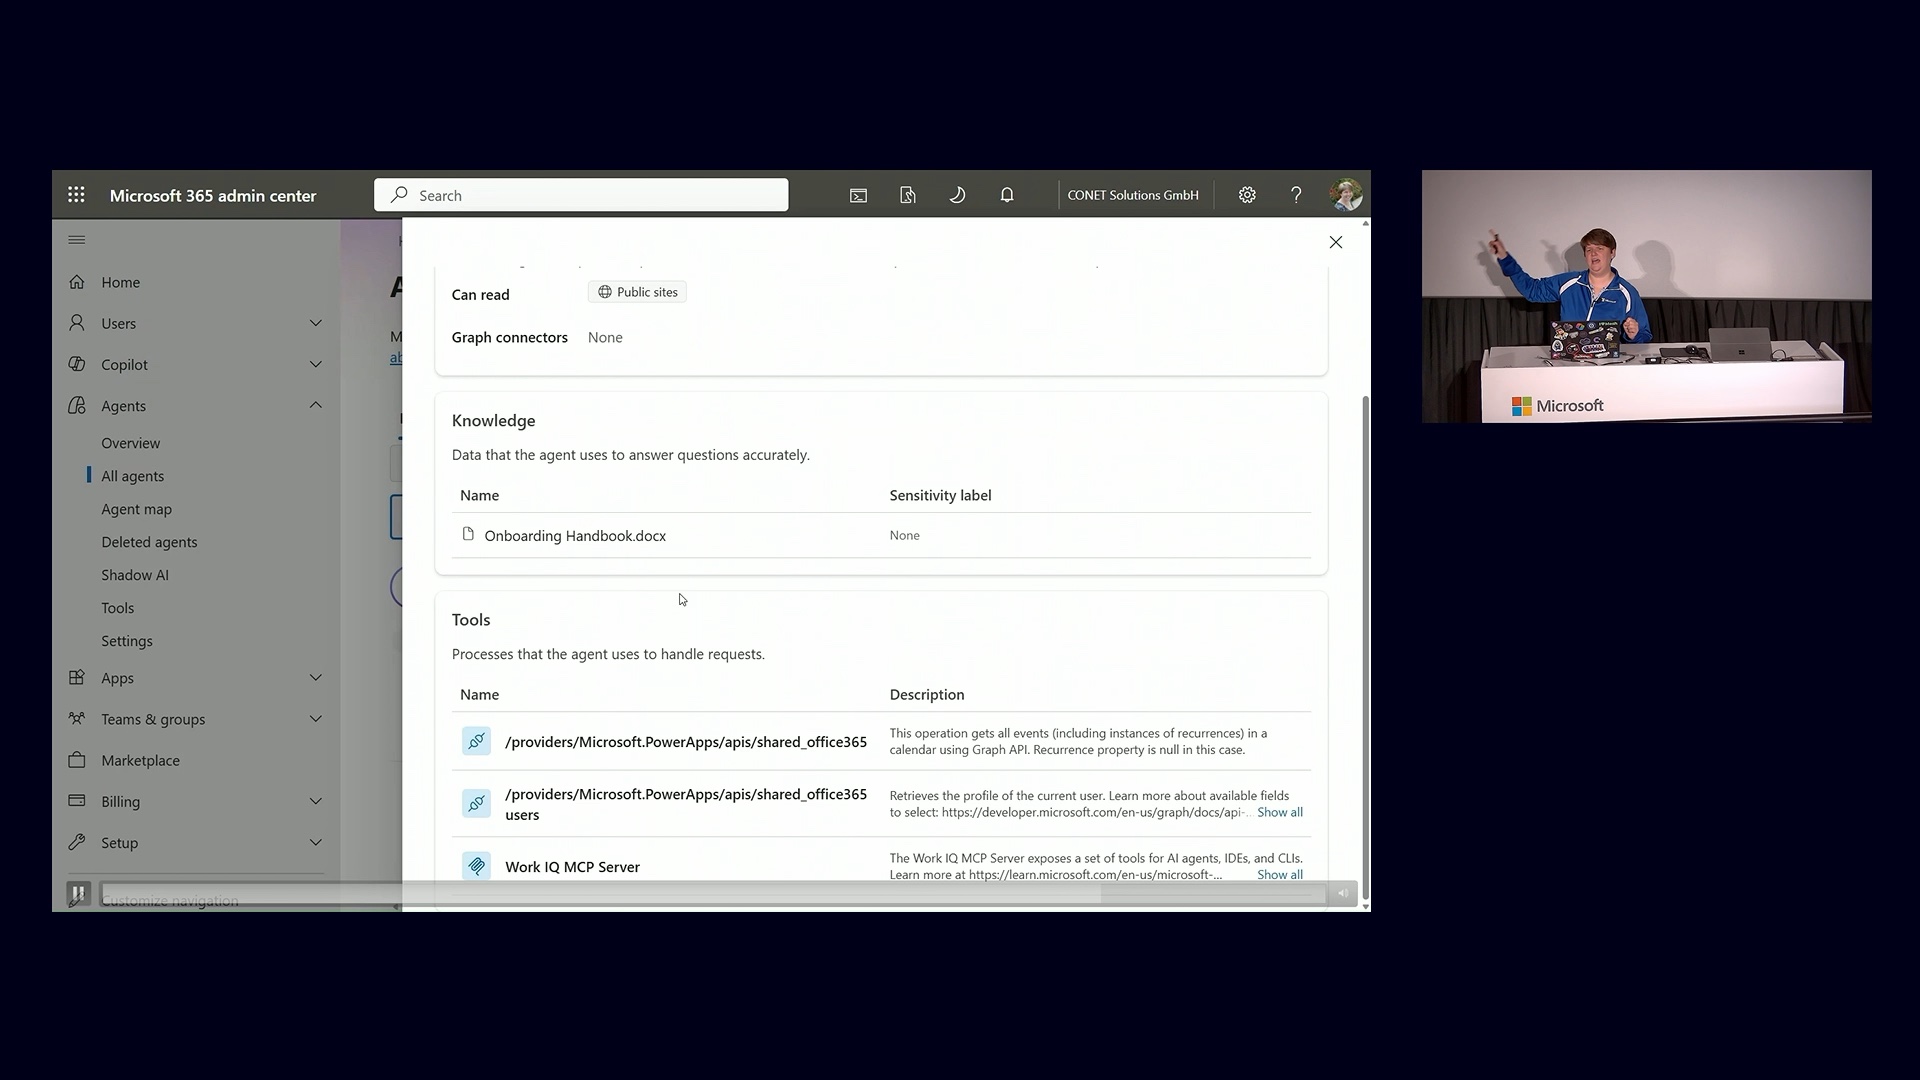 Microsoft 365 admin center
Search
CONET Solutions GmbH
Home
Users
Copilot
Agents
Overview
All agents
Agent map
Deleted agents
Shadow AI
Tools
Settings
Apps
Teams & groups
Marketplace
Billing
Setup
Customize navigation
A
M
ab
Can read
Public sites
Graph connectors
None
Knowledge
Data that the agent uses to answer questions accurately.
Name
Sensitivity label
Onboarding Handbook.docx
None
Tools
Processes that the agent uses to handle requests.
Name
Description
/providers/Microsoft.PowerApps/apis/shared_office365
This operation gets all events (including instances of recurrences) in a
calendar using Graph API. Recurrence property is null in this case.
/providers/Microsoft.PowerApps/apis/shared_office365
users
Retrieves the profile of the current user. Learn more about available fields
to select: https://developer.microsoft.com/en-us/graph/docs/api-... Show all
Work IQ MCP Server
The Work IQ MCP Server exposes a set of tools for AI agents, IDEs, and CLIs.
Learn more at https://learn.microsoft.com/en-us/microsoft-... Show all
Microsoft